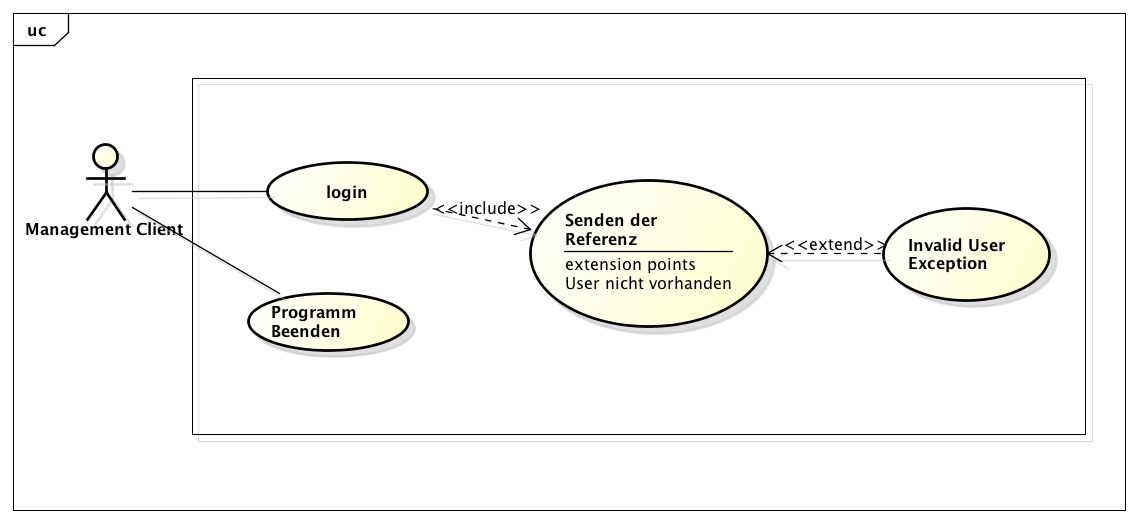 uc
login
Management Client
<<include>>
Senden der
Referenz
extension points
User nicht vorhanden
<<extend>>
Invalid User
Exception
Programm
Beenden